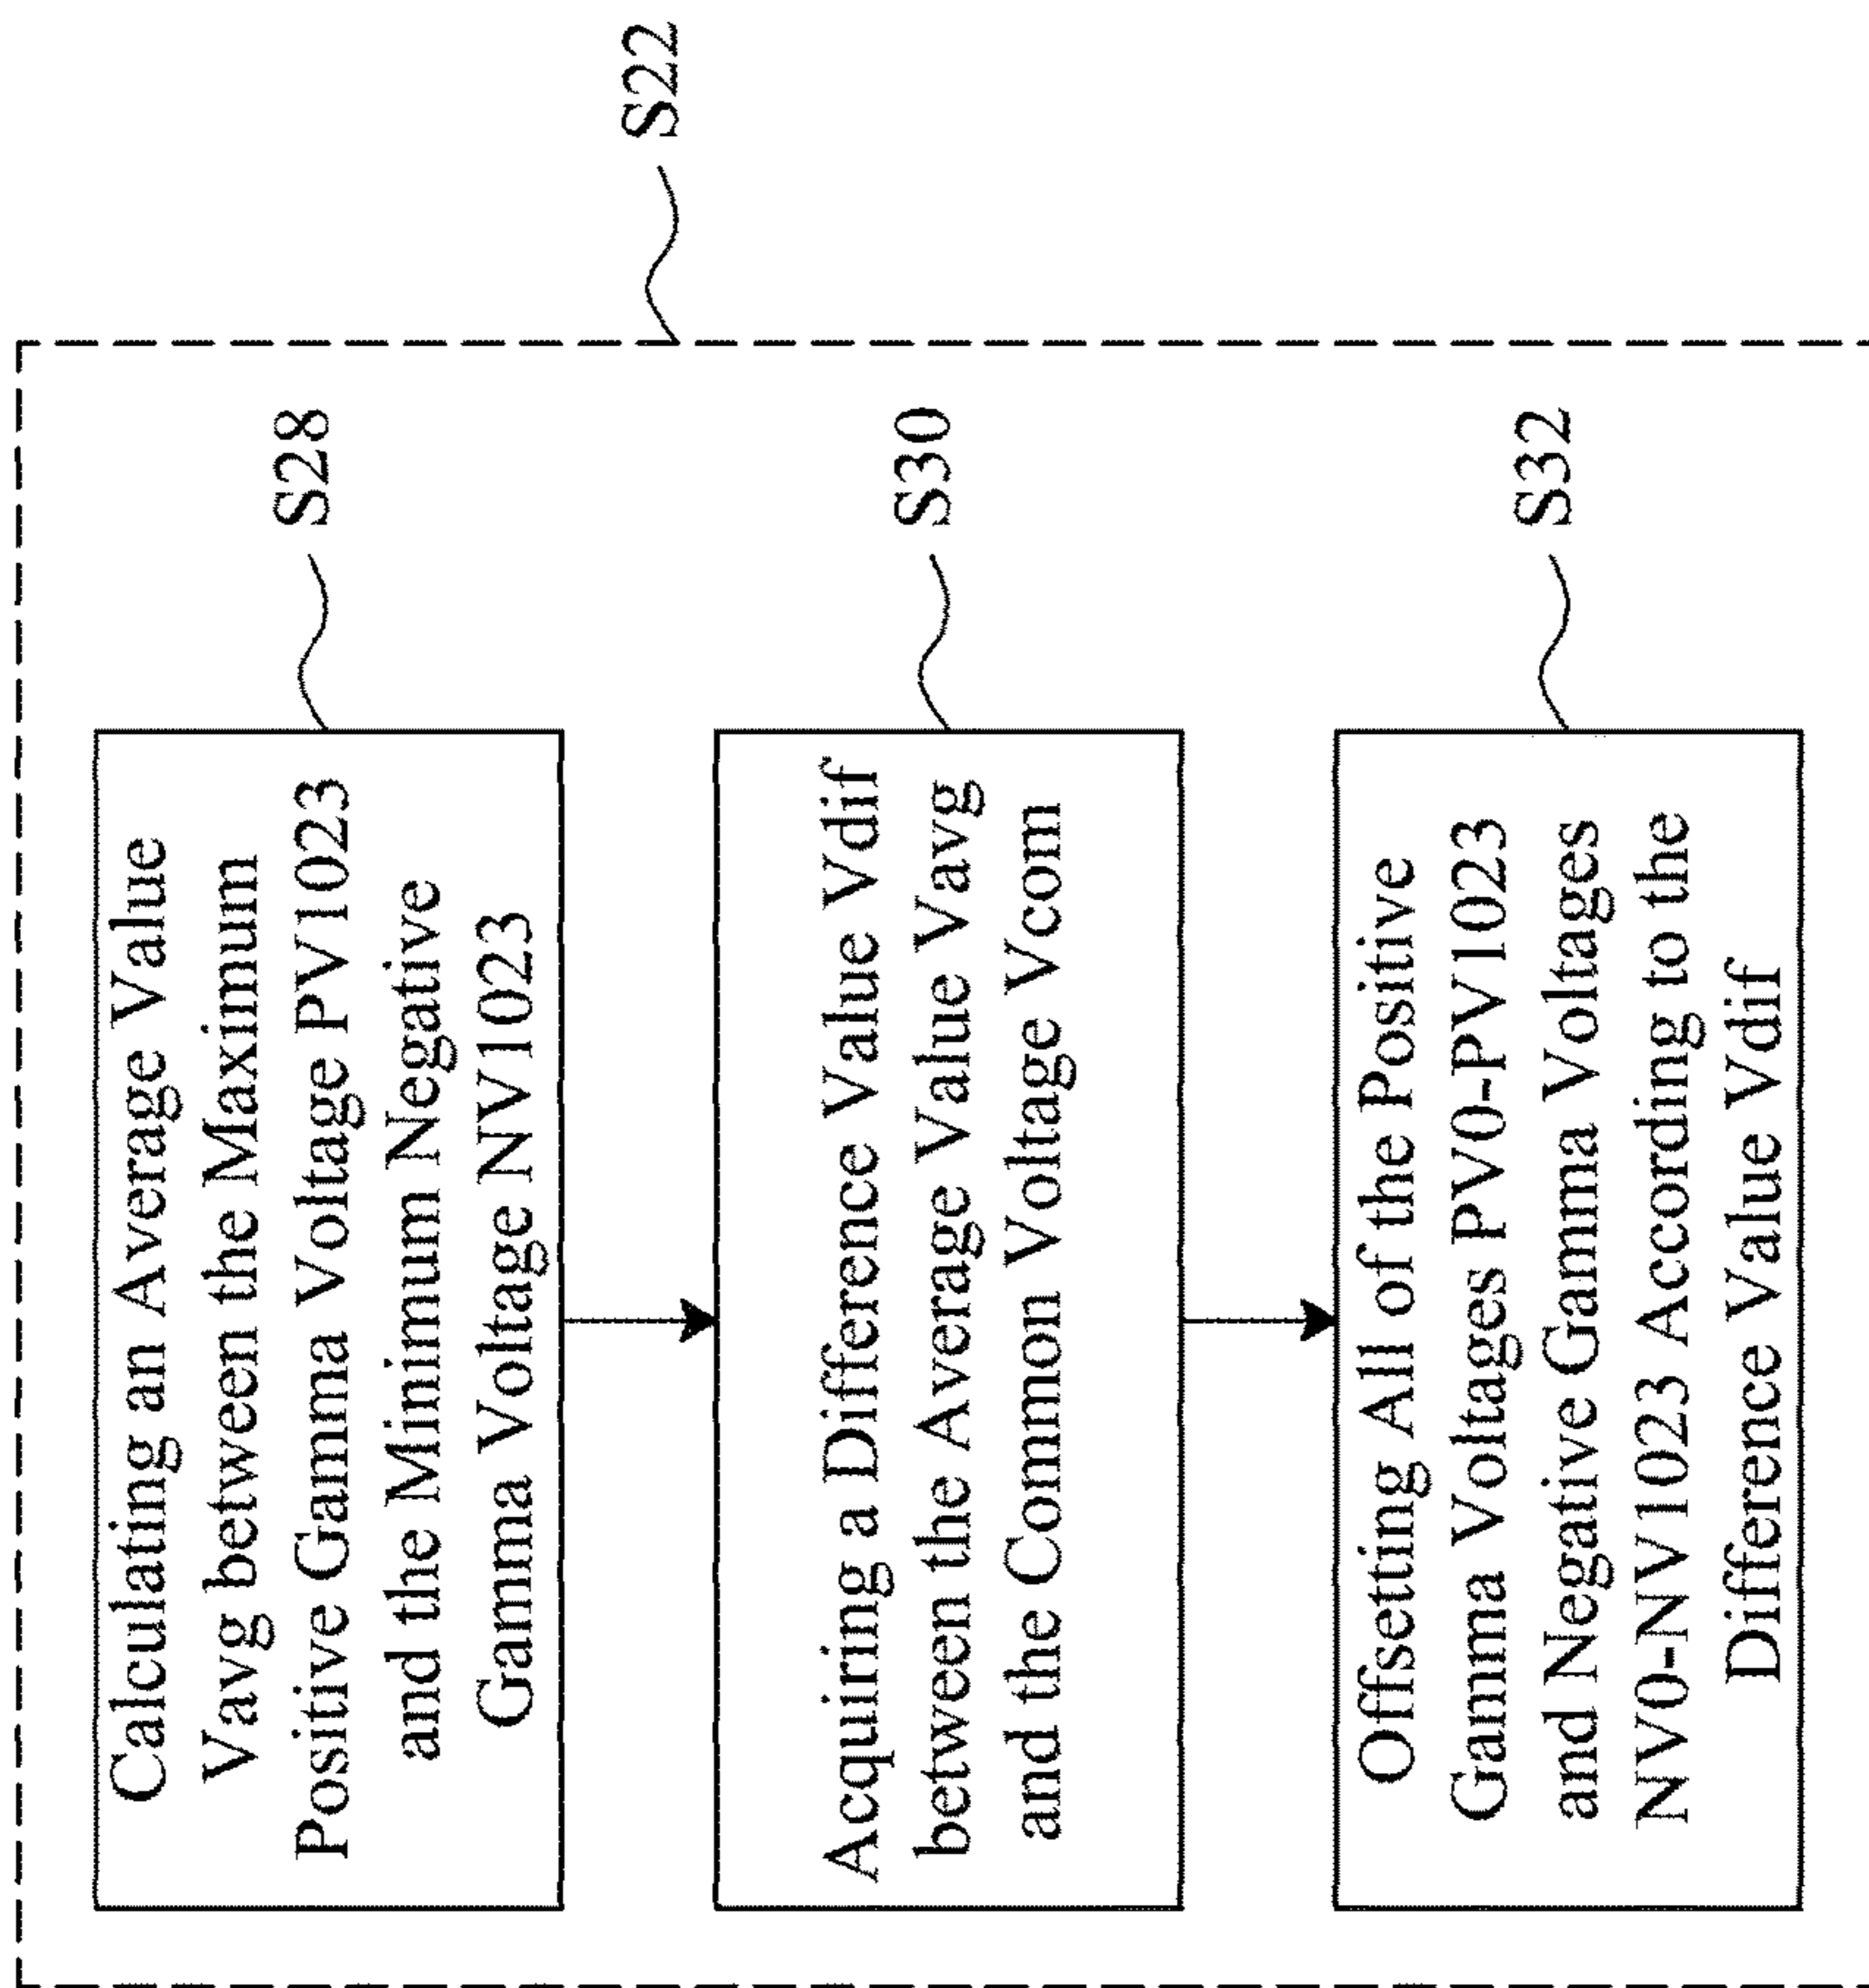 S22
Calculating an Average Value
Vavg between the Maximum
Positive Gamma Voltage PV1023
and the Minimum Negative
Gamma Voltage NV1023
S28
Acquiring a Difference Value Vdif
between the Average Value Vavg
and the Common Voltage Vcom
S30
Offsetting All of the Positive
Gamma Voltages PV0-PV1023
and Negative Gamma Voltages
NV0-NV1023 According to the
Difference Value Vdif
S32